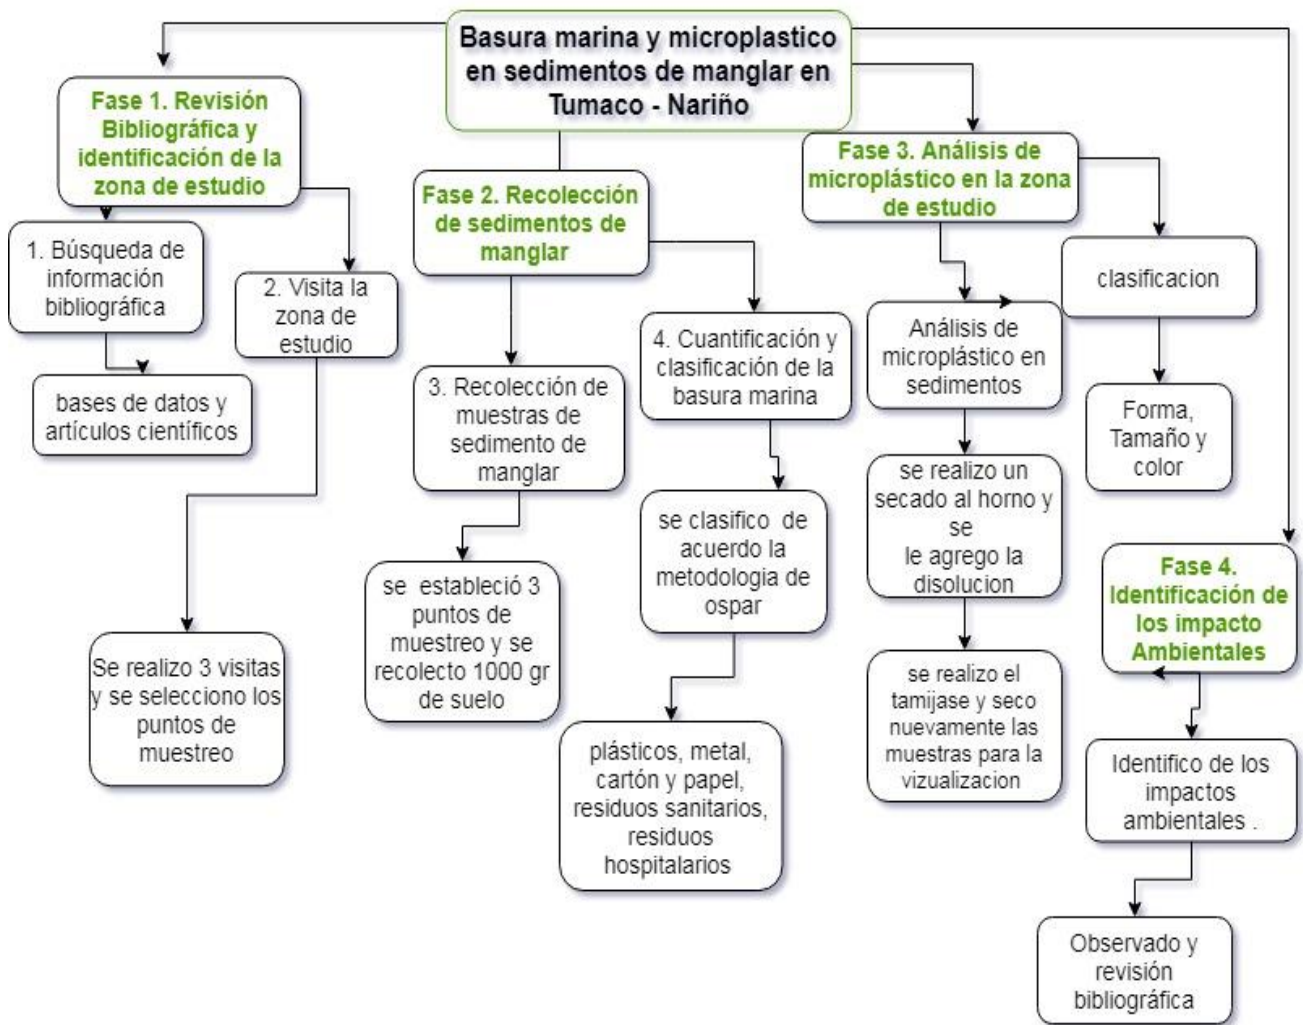 Basura marina y microplastico
en sedimentos de manglar en
Tumaco - Nariño
Fase 1. Revisión
Bibliográfica y
identificación de la
zona de estudio
1. Búsqueda de
información
bibliográfica
bases de datos y
artículos científicos
2. Visita la
zona de
estudio
Se realizo 3 visitas
y se selecciono los
puntos de
muestreo
Fase 2. Recolección
de sedimentos de
manglar
3. Recolección de
muestras de
sedimento de
manglar
se estableció 3
puntos de
muestreo y se
recolecto 1000 gr
de suelo
4. Cuantificación y
clasificación de la
basura marina
se clasifico de
acuerdo la
metodologia de
ospar
plásticos, metal,
cartón y papel,
residuos sanitarios,
residuos
hospitalarios
Fase 3. Análisis de
microplástico en la zona
de estudio
Análisis de
microplástico en
sedimentos
se realizo un
secado al horno y
se
le agrego la
disolucion
se realizo el
tamijase y seco
nuevamente las
muestras para la
vizualizacion
clasificacion
Forma,
Tamaño y
color
Fase 4.
Identificación de
los impacto
Ambientales
Identifico de los
impactos
ambientales .
Observado y
revisión
bibliográfica